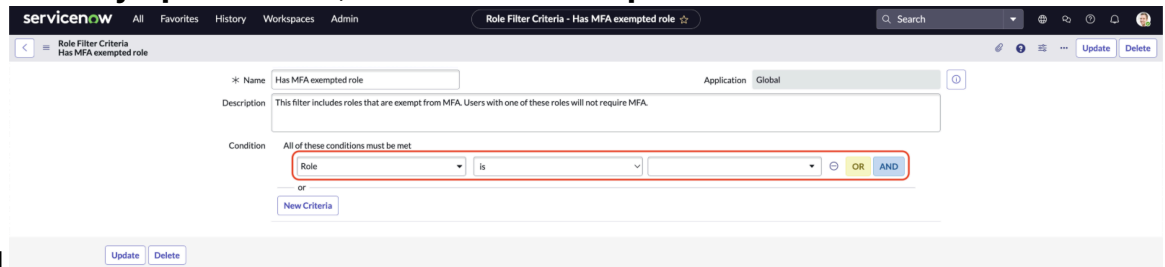 servicenow All Favorites History Workspaces Admin Role Filter Criteria - Has MFA exempted role ☆ Search
Role Filter Criteria
Has MFA exempted role
Update Delete
* Name Has MFA exempted role Application Global
Description This filter includes roles that are exempt from MFA. Users with one of these roles will not require MFA.
Condition All of these conditions must be met
Role is OR AND
or
New Criteria
Update Delete